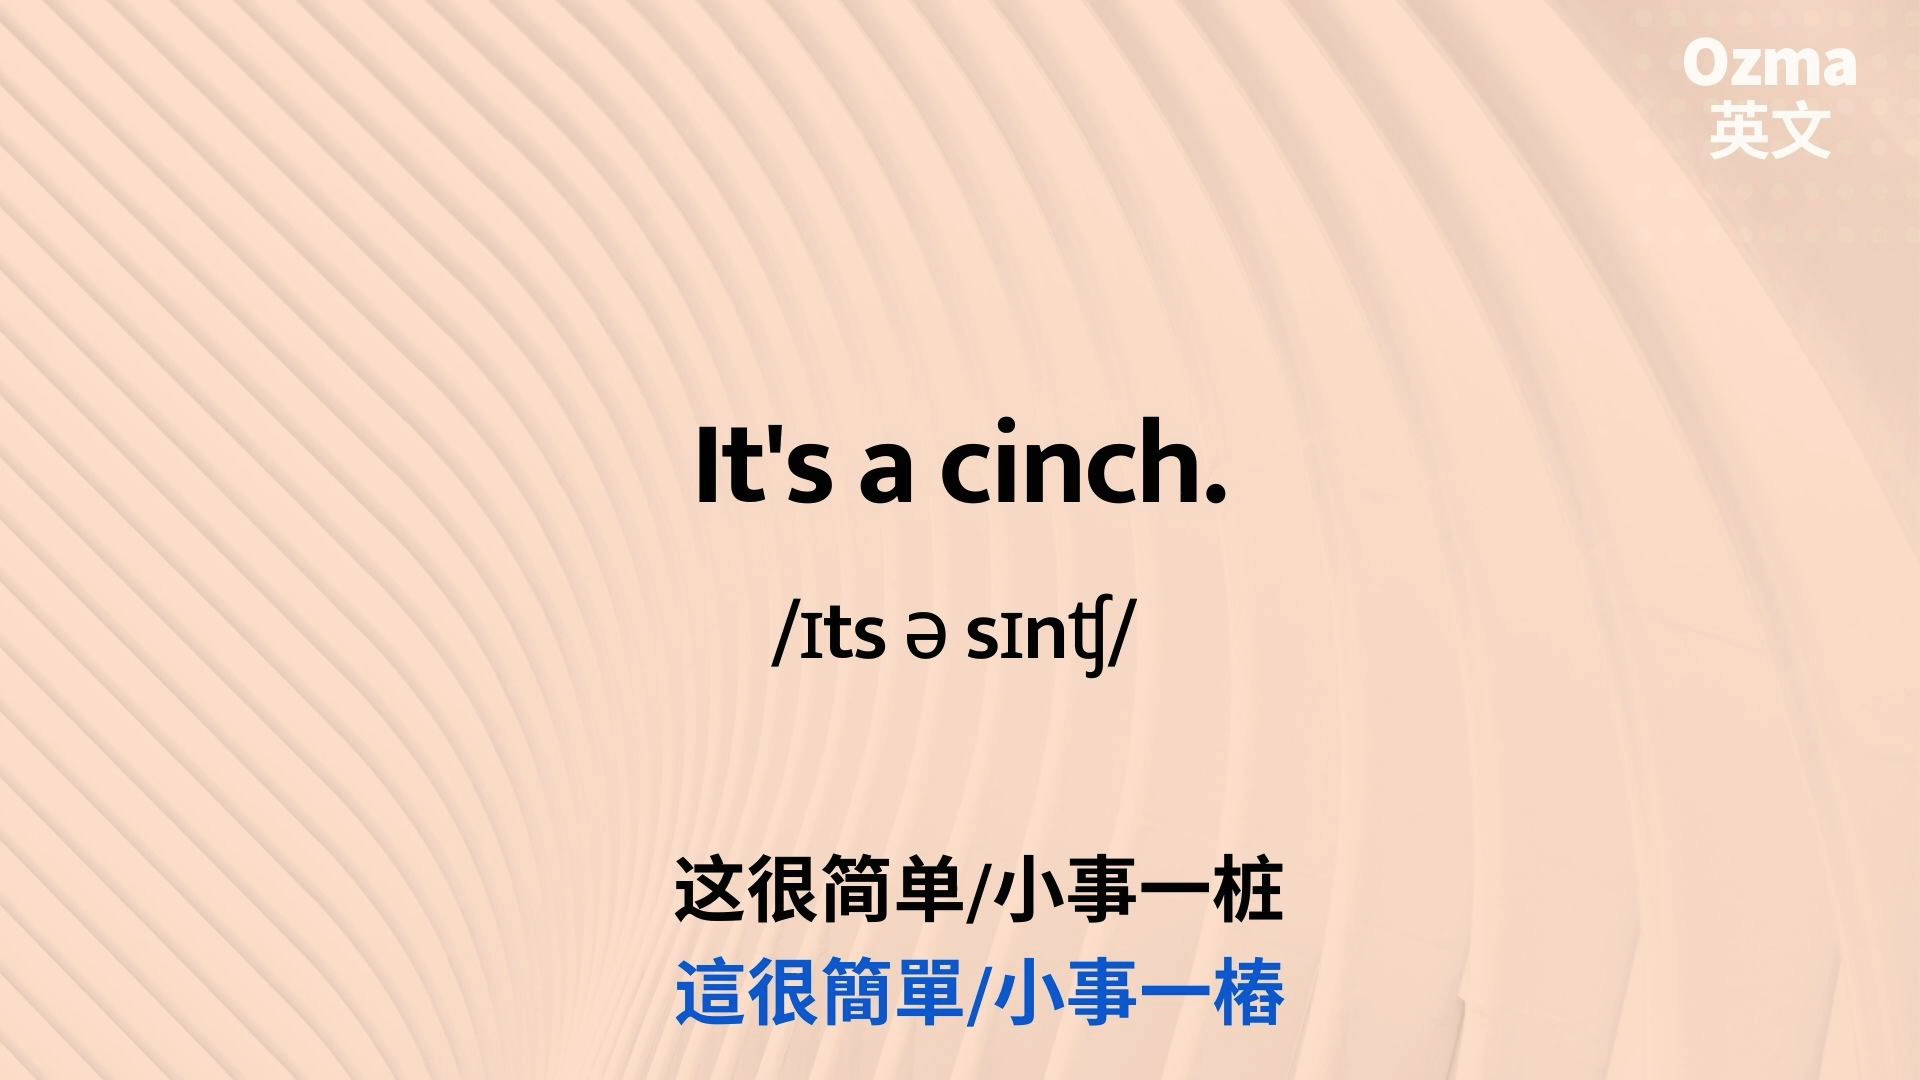 Ozma
英文
It's a cinch.
/ɪts ə sɪnʧ/
这很简单/小事一桩
這很簡單/小事一樁